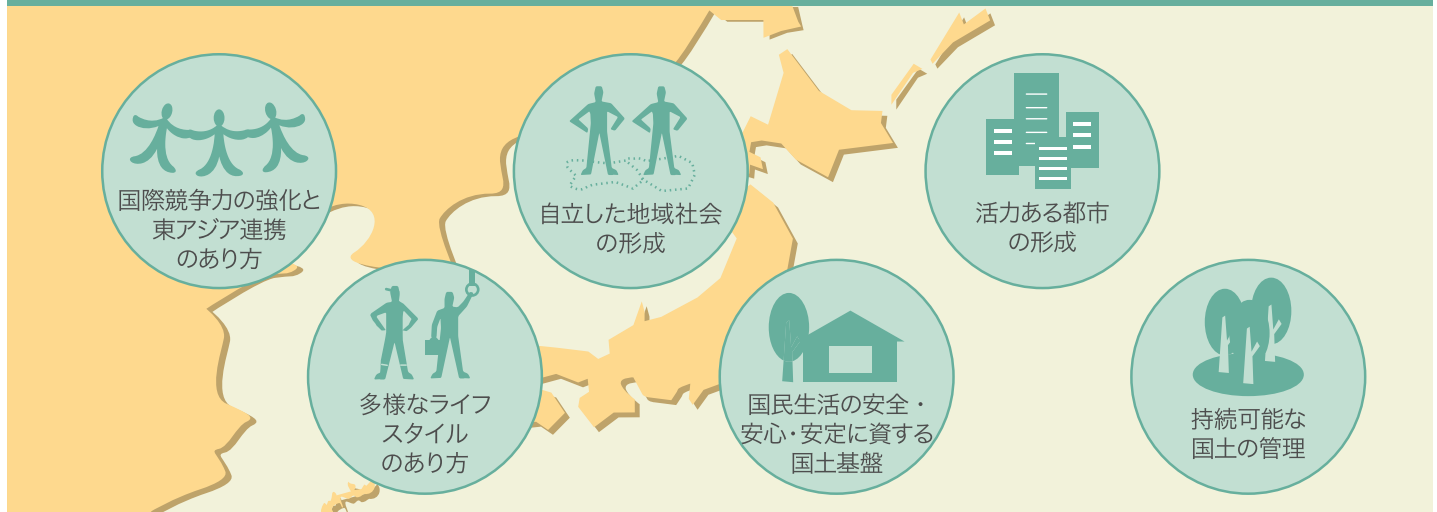 国際競争力の強化と
東アジア連携
のあり方
自立した地域社会
の形成
活力ある都市
の形成
多様なライフ
スタイル
のあり方
国民生活の安全・
安心・安定に資する
国土基盤
持続可能な
国土の管理